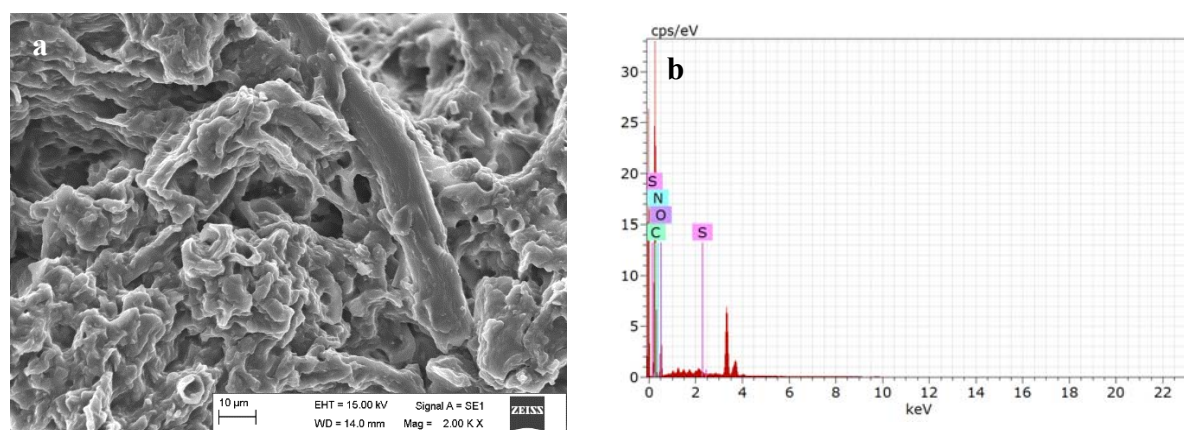 a
10 µm
EHT = 15.00 kV
Signal A = SE1
WD = 14.0 mm
Mag = 2.00 K X
ZEISS
cps/eV
b
30
25
20
15
10
5
0
S
N
O
C
S
0 2 4 6 8 10 12 14 16 18 20 22
keV